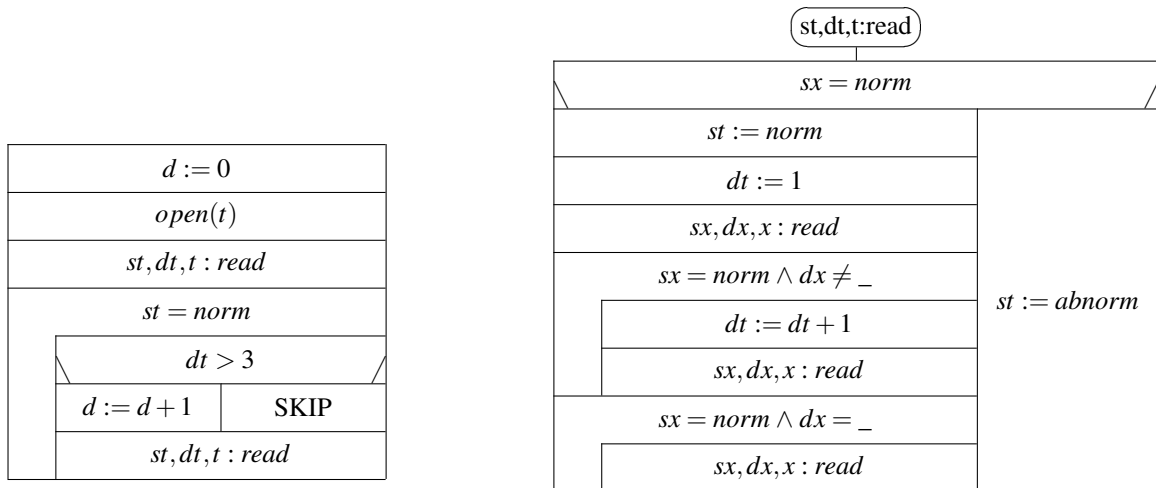 d := 0
open(t)
st,dt,t : read
st = norm
dt > 3
d := d + 1
SKIP
st,dt,t : read
st,dt,t:read
sx = norm
st := norm
dt := 1
sx,dx,x : read
sx = norm ∧ dx ≠ _
dt := dt + 1
sx,dx,x : read
sx = norm ∧ dx = _
sx,dx,x : read
st := abnorm